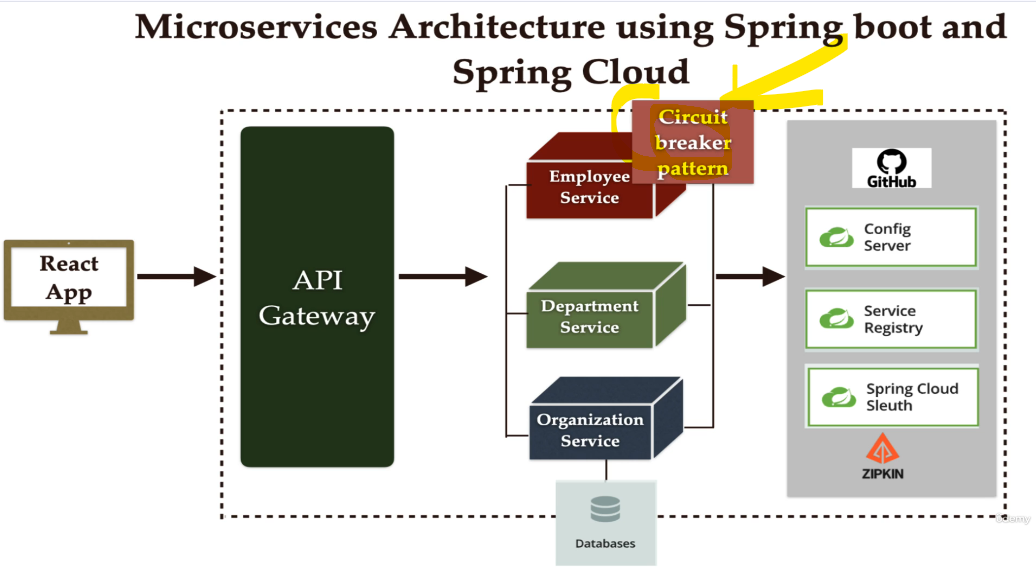 Microservices Architecture using Spring boot and
Spring Cloud
React
App
API
Gateway
Circuit
breaker
pattern
Employee
Service
Department
Service
Organization
Service
Databases
GitHub
Config
Server
Service
Registry
Spring Cloud
Sleuth
ZIPKIN